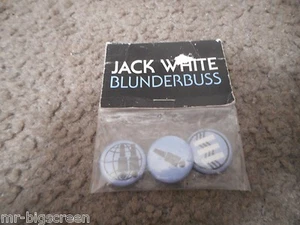 JACK WHITE
BLUNDERBUSS
mr-bigscreen